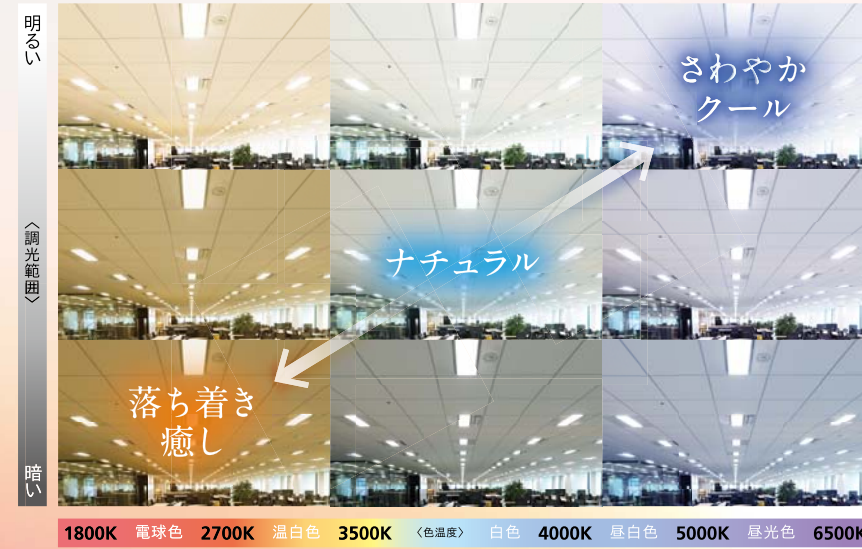 明るい
さわやか
クール
〈調光範囲〉
ナチュラル
落ち着き
癒し
暗い
1800K 電球色 2700K 温白色 3500K 〈色温度〉 白色 4000K 昼白色 5000K 昼光色 6500K